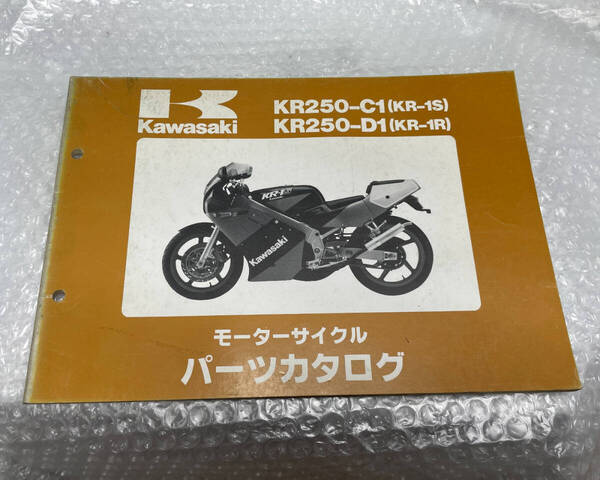 Kawasaki
KR250-C1(KR-1S)
KR250-D1(KR-1R)
KR-1
Kawasaki
モーターサイクル
パーツカタログ